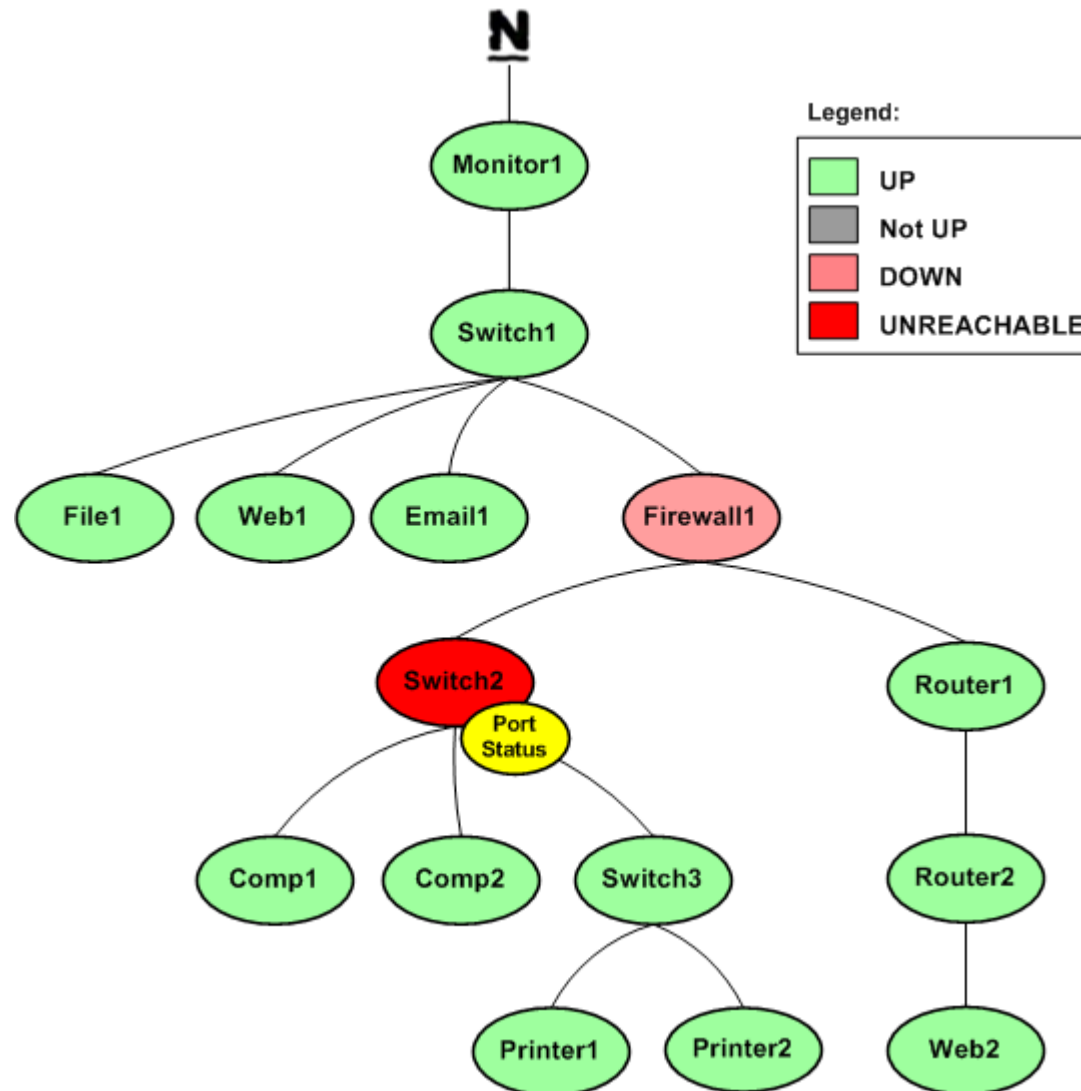 N
Legend:
UP
Not UP
DOWN
UNREACHABLE
Monitor1
Switch1
File1
Web1
Email1
Firewall1
Switch2
Port
Status
Router1
Comp1
Comp2
Switch3
Router2
Printer1
Printer2
Web2